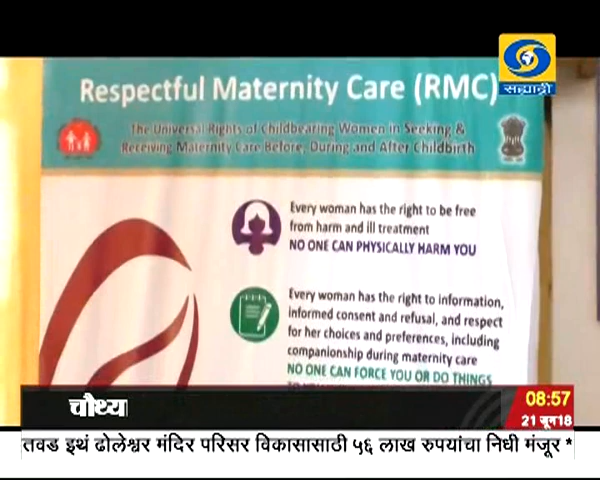 सह्याद्री
Respectful Maternity Care (RMC)
The Universal Rights of Childbearing Women in Seeking &
Receiving Maternity Care Before, During and After Childbirth
Every woman has the right to be free
from harm and ill treatment
NO ONE CAN PHYSICALLY HARM YOU
Every woman has the right to information,
informed consent and refusal, and respect
for her choices and preferences, including
companionship during maternity care
NO ONE CAN FORCE YOU OR DO THINGS
चौथ्य
08:57
21 जून18
तवड इथं ढोलेश्वर मंदिर परिसर विकासासाठी ५६ लाख रुपयांचा निधी मंजूर *